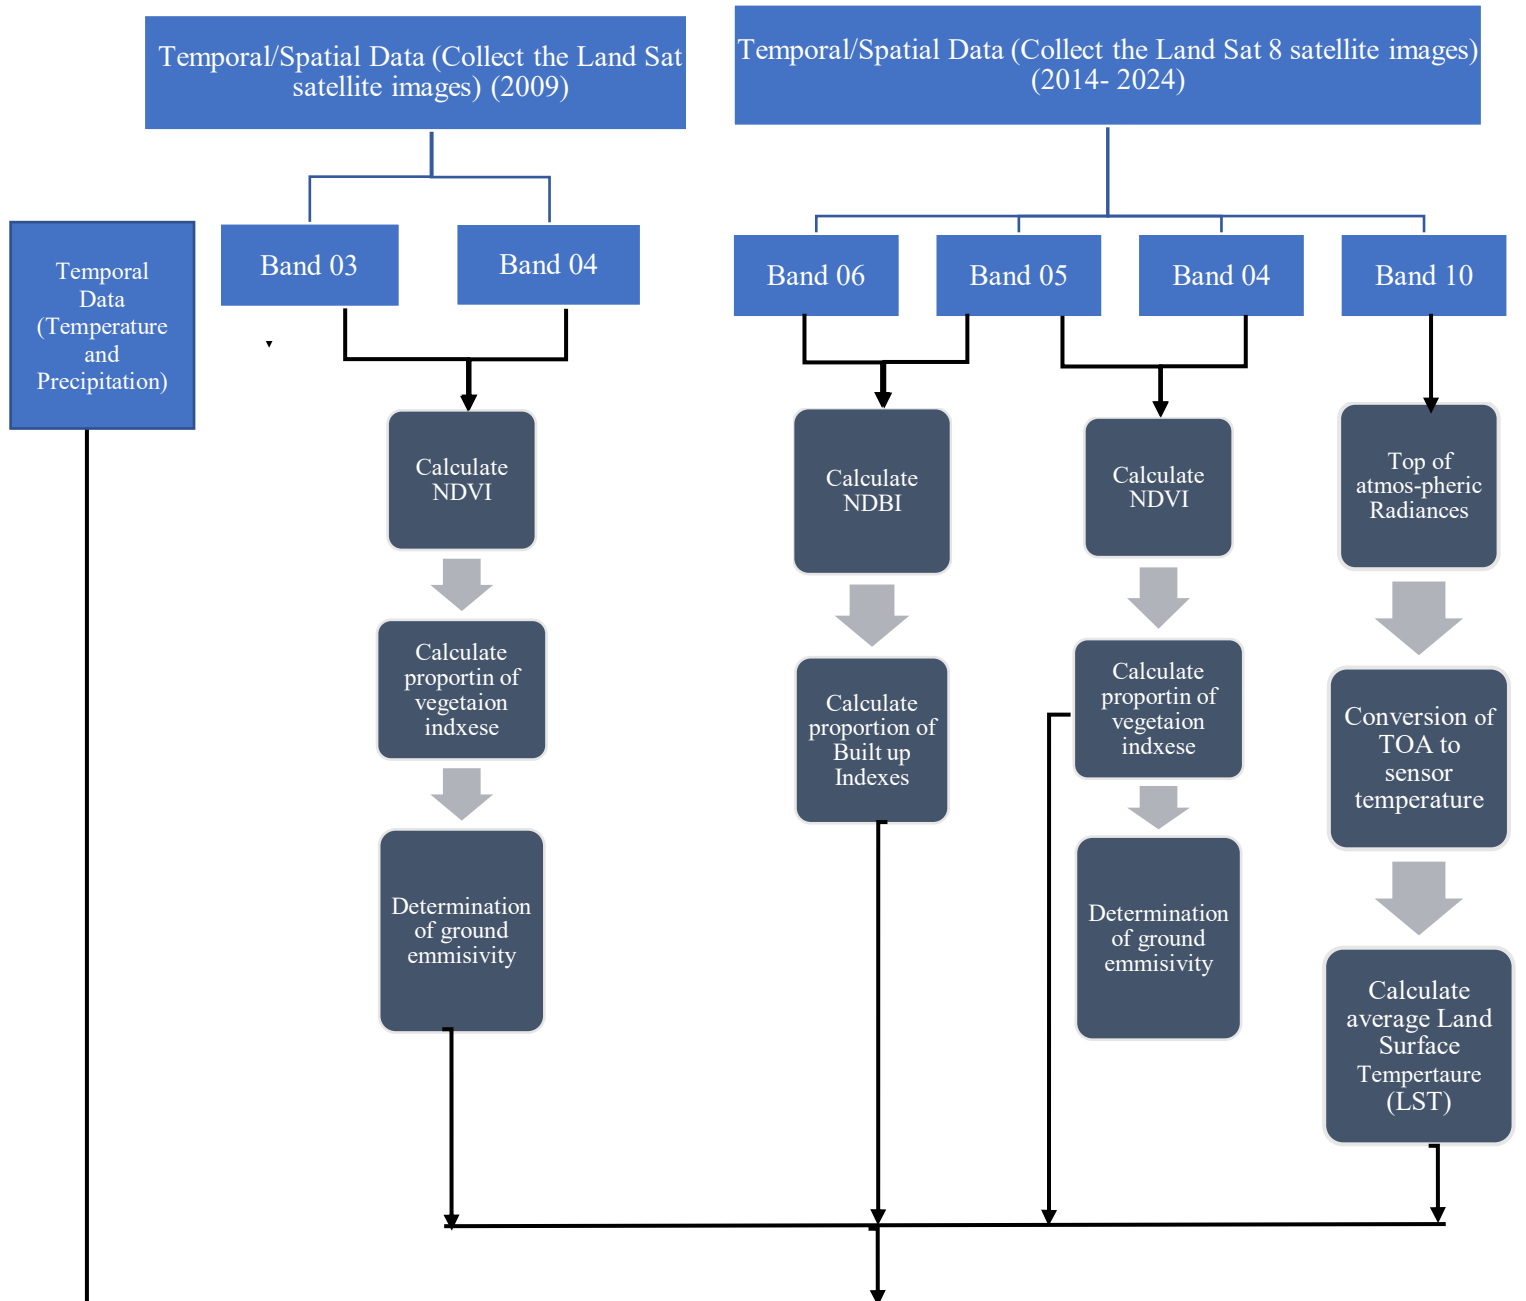 Temporal/Spatial Data (Collect the Land Sat
satellite images) (2009)
Temporal/Spatial Data (Collect the Land Sat 8 satellite images)
(2014- 2024)
Temporal
Data
(Temperature
and
Precipitation)
Band 03
Band 04
Band 06
Band 05
Band 04
Band 10
Calculate
NDVI
Calculate
NDBI
Calculate
NDVI
Top of
atmos-pheric
Radiances
Calculate
proportin of
vegetaion
indxese
Calculate
proportion of
Built up
Indexes
Calculate
proportin of
vegetaion
indxese
Conversion of
TOA to
sensor
temperature
Determination
of ground
emmisivity
Determination
of ground
emmisivity
Calculate
average Land
Surface
Tempertaure
(LST)